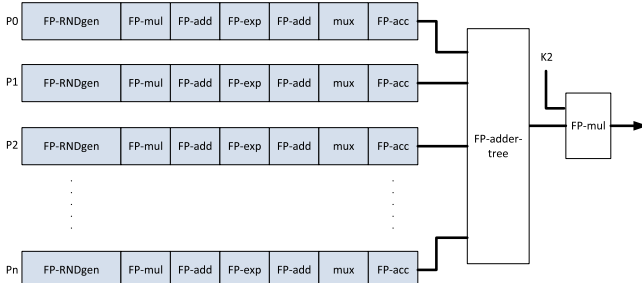 P0 FP-RNDgen FP-mul FP-add FP-exp FP-add mux FP-acc
K2
P1 FP-RNDgen FP-mul FP-add FP-exp FP-add mux FP-acc
FP-mul
P2 FP-RNDgen FP-mul FP-add FP-exp FP-add mux FP-acc
FP-adder-
tree
Pn FP-RNDgen FP-mul FP-add FP-exp FP-add mux FP-acc